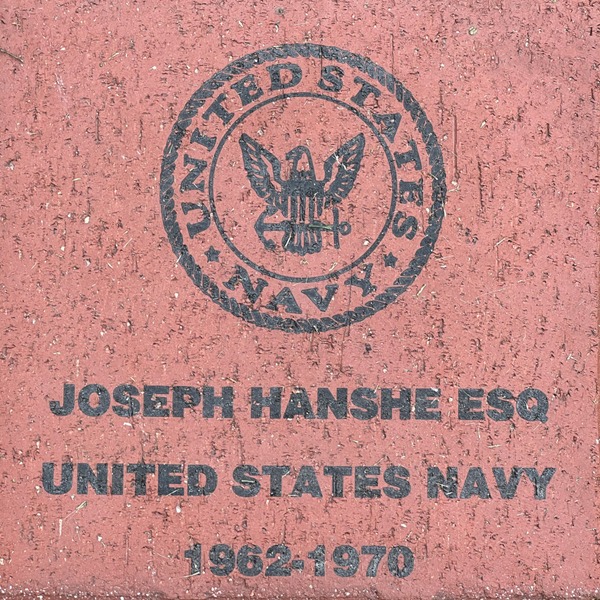 UNITED STATES
NAVY
JOSEPH HANSHE ESQ
UNITED STATES NAVY
1962-1970